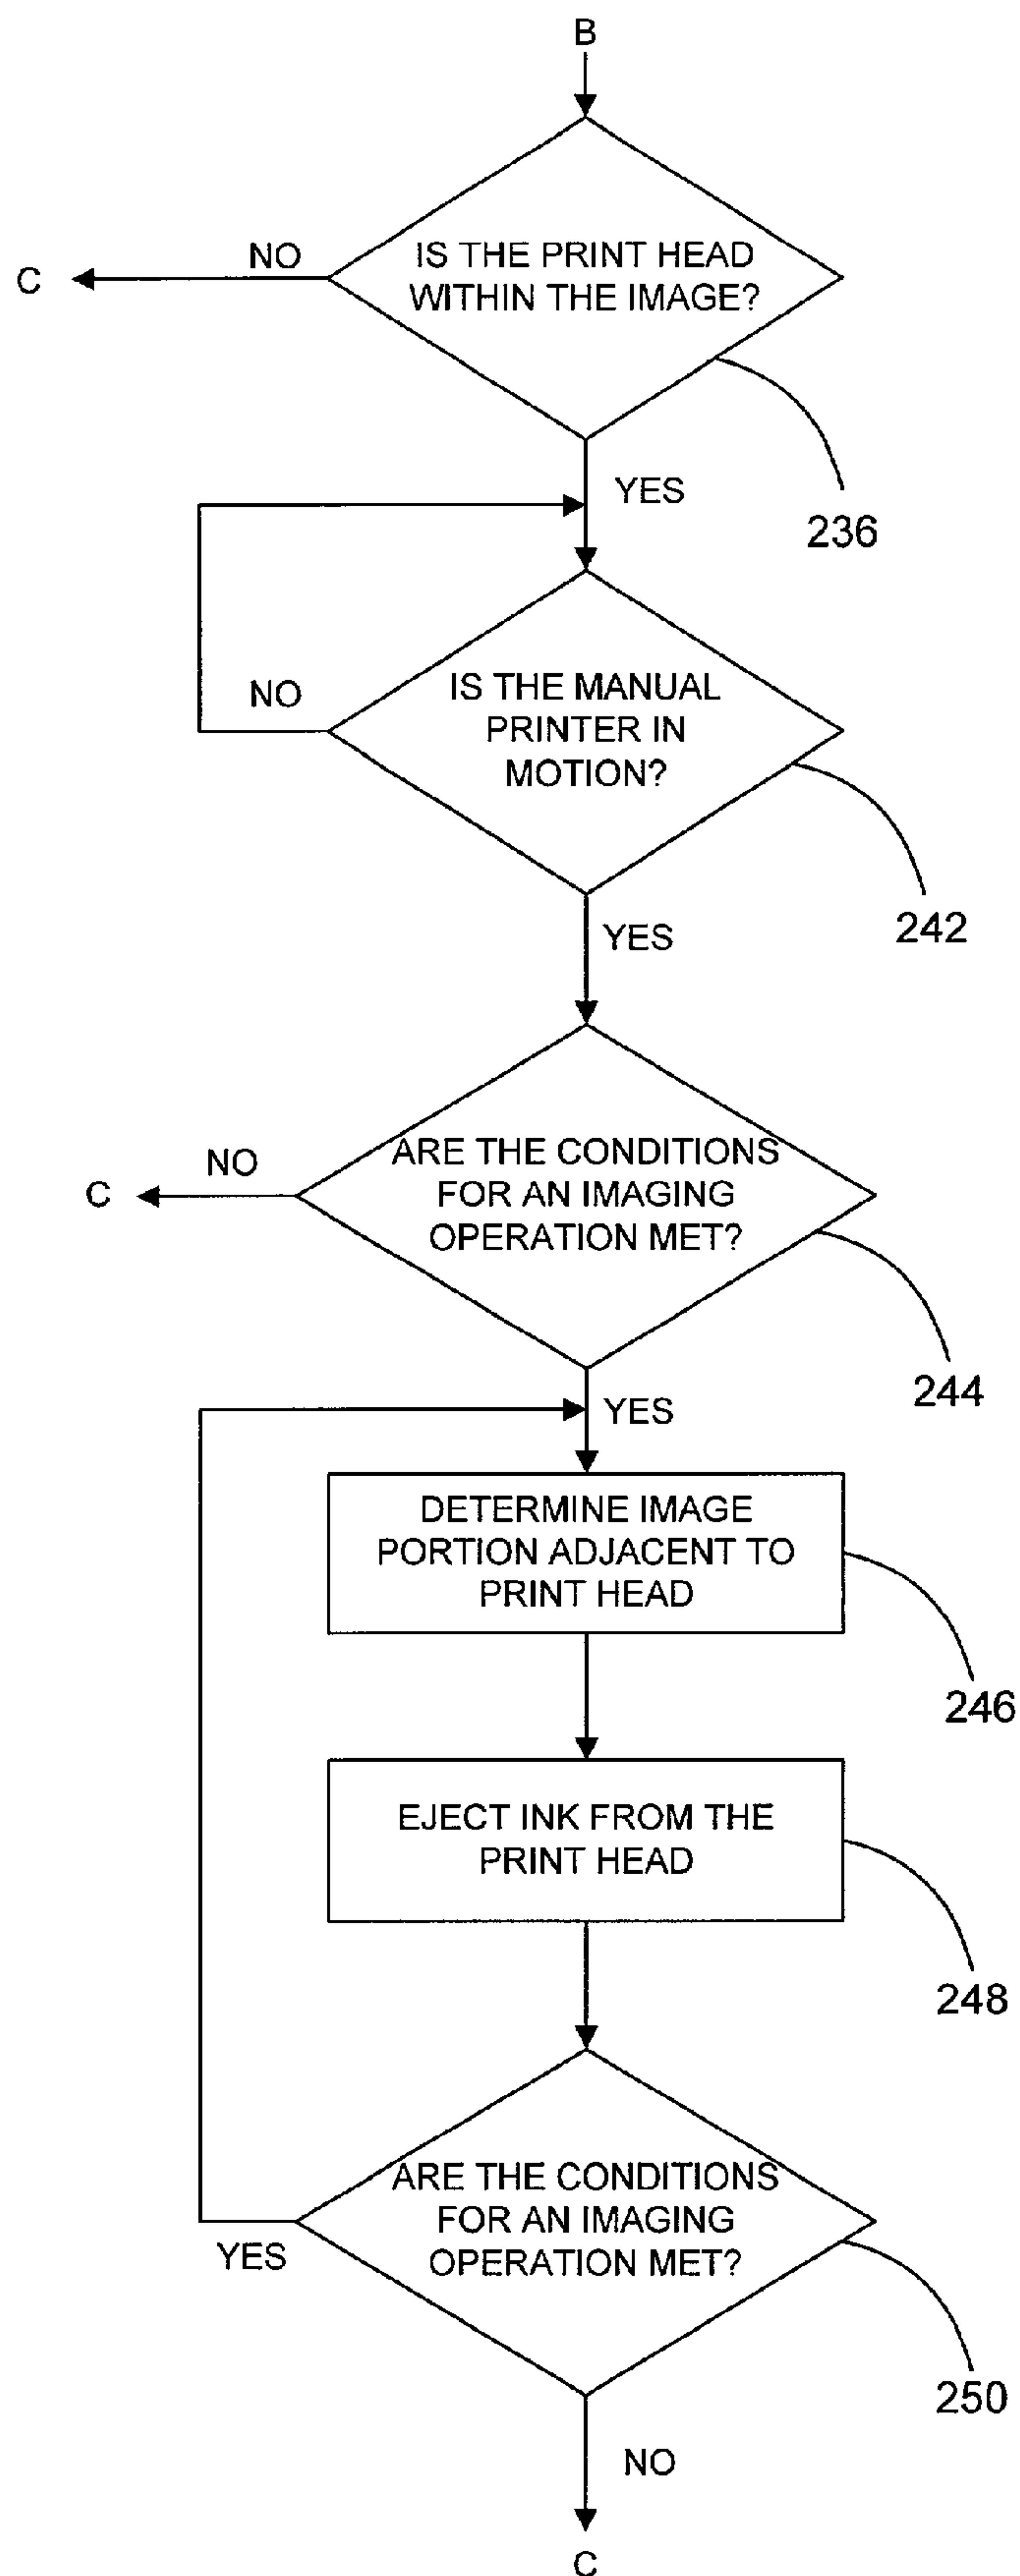 B
NO
C
IS THE PRINT HEAD
WITHIN THE IMAGE?
236
YES
NO
IS THE MANUAL
PRINTER IN
MOTION?
242
YES
NO
C
ARE THE CONDITIONS
FOR AN IMAGING
OPERATION MET?
244
YES
DETERMINE IMAGE
PORTION ADJACENT TO
PRINT HEAD
246
EJECT INK FROM THE
PRINT HEAD
248
ARE THE CONDITIONS
FOR AN IMAGING
OPERATION MET?
YES
250
NO
C